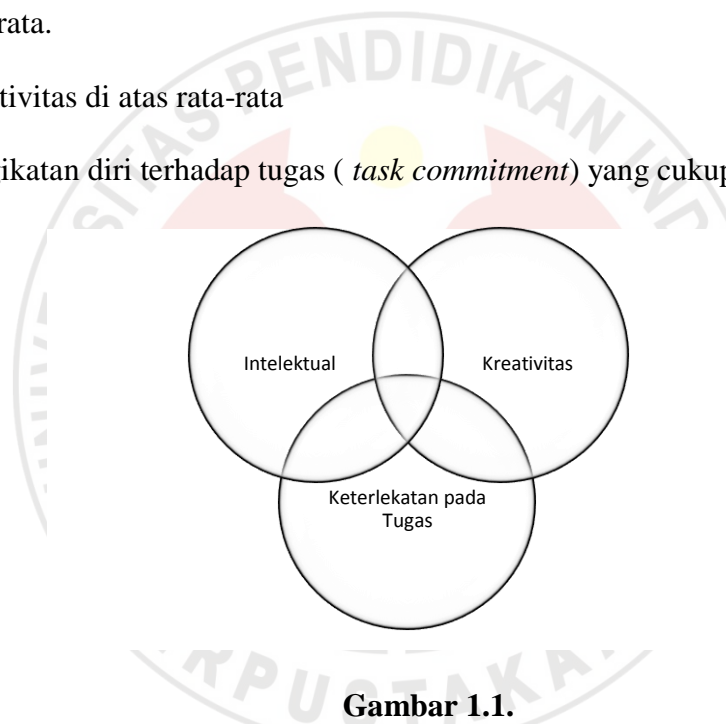 rata.
tivitas di atas rata-rata
gikatan diri terhadap tugas ( task commitment) yang cukup
Intelektual
Kreativitas
Keterlekatan pada
Tugas
Gambar 1.1.